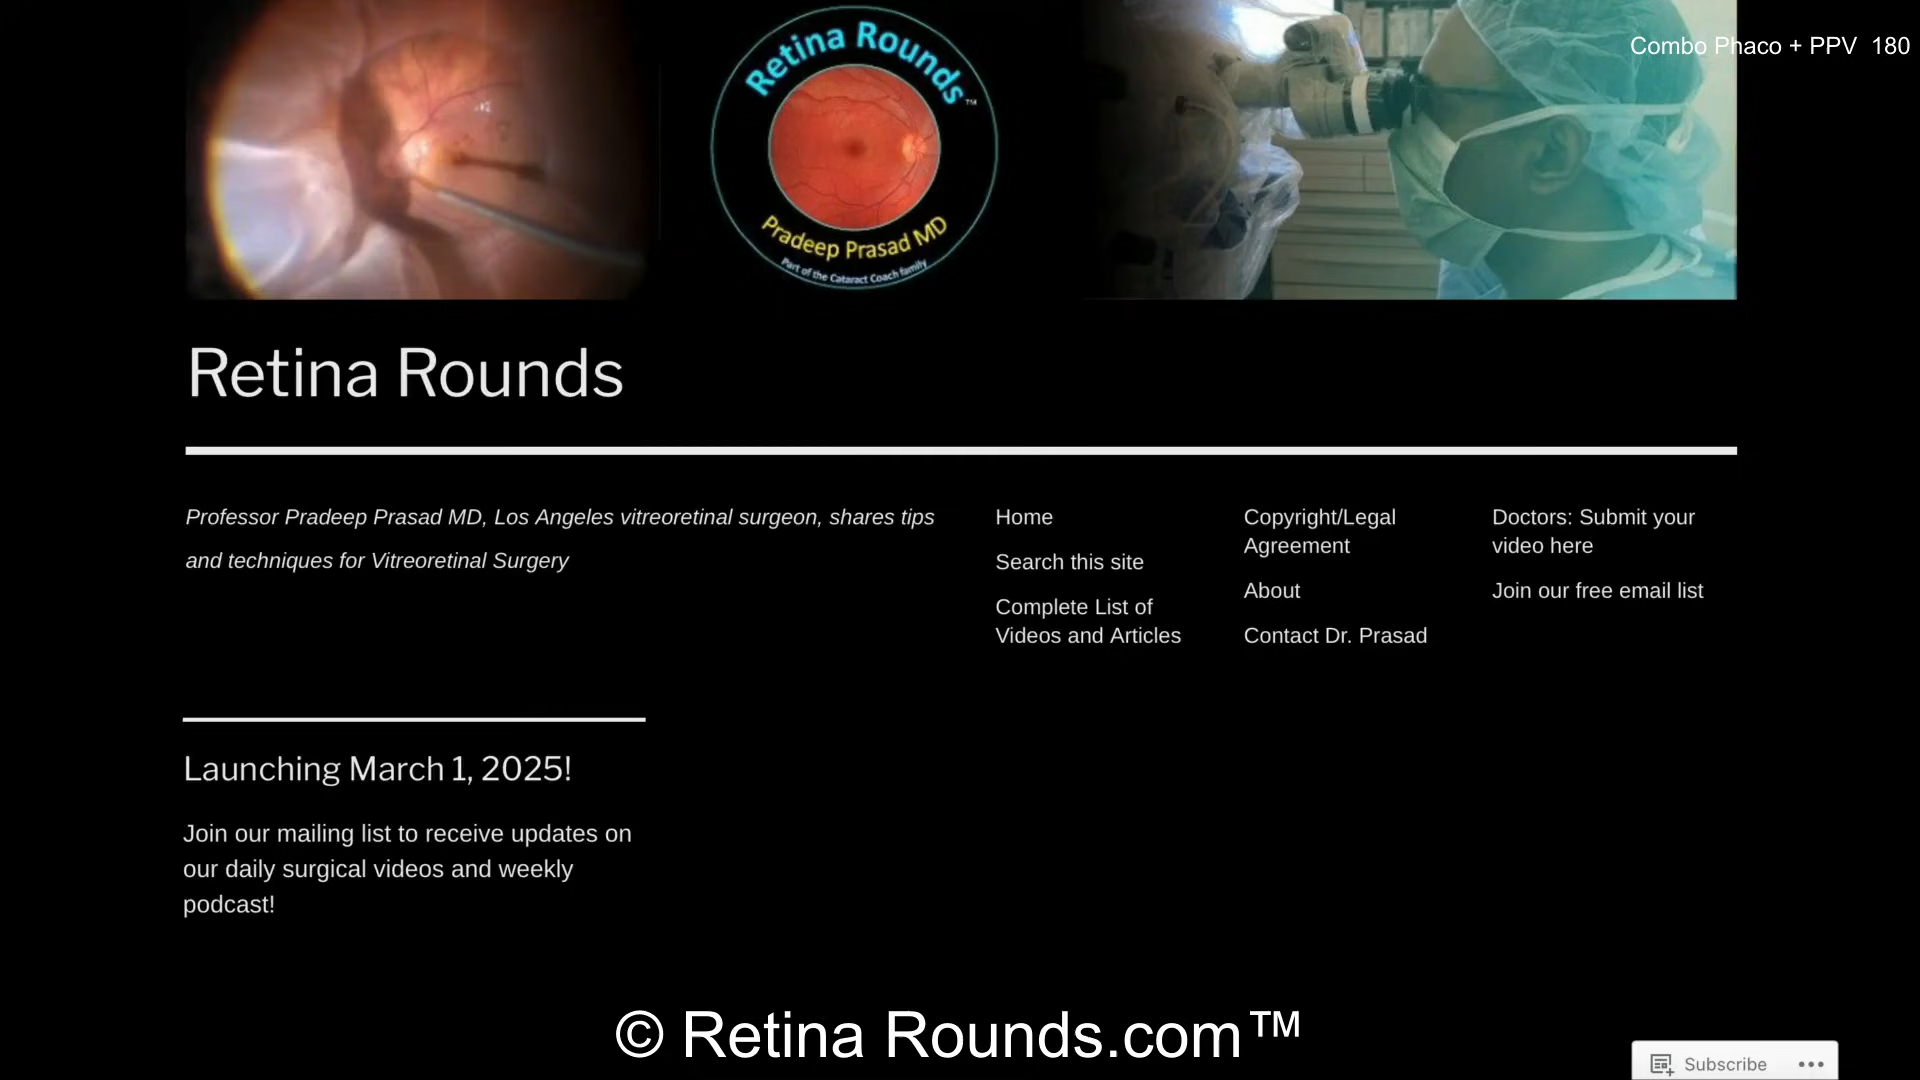 Retina Rounds™
Pradeep Prasad MD
Part of the Cataract Coach family
Combo Phaco + PPV 180
Retina Rounds
Professor Pradeep Prasad MD, Los Angeles vitreoretinal surgeon, shares tips
and techniques for Vitreoretinal Surgery
Home
Search this site
Complete List of
Videos and Articles
Copyright/Legal
Agreement
About
Contact Dr. Prasad
Doctors: Submit your
video here
Join our free email list
Launching March 1, 2025!
Join our mailing list to receive updates on
our daily surgical videos and weekly
podcast!
© Retina Rounds.com™
Subscribe